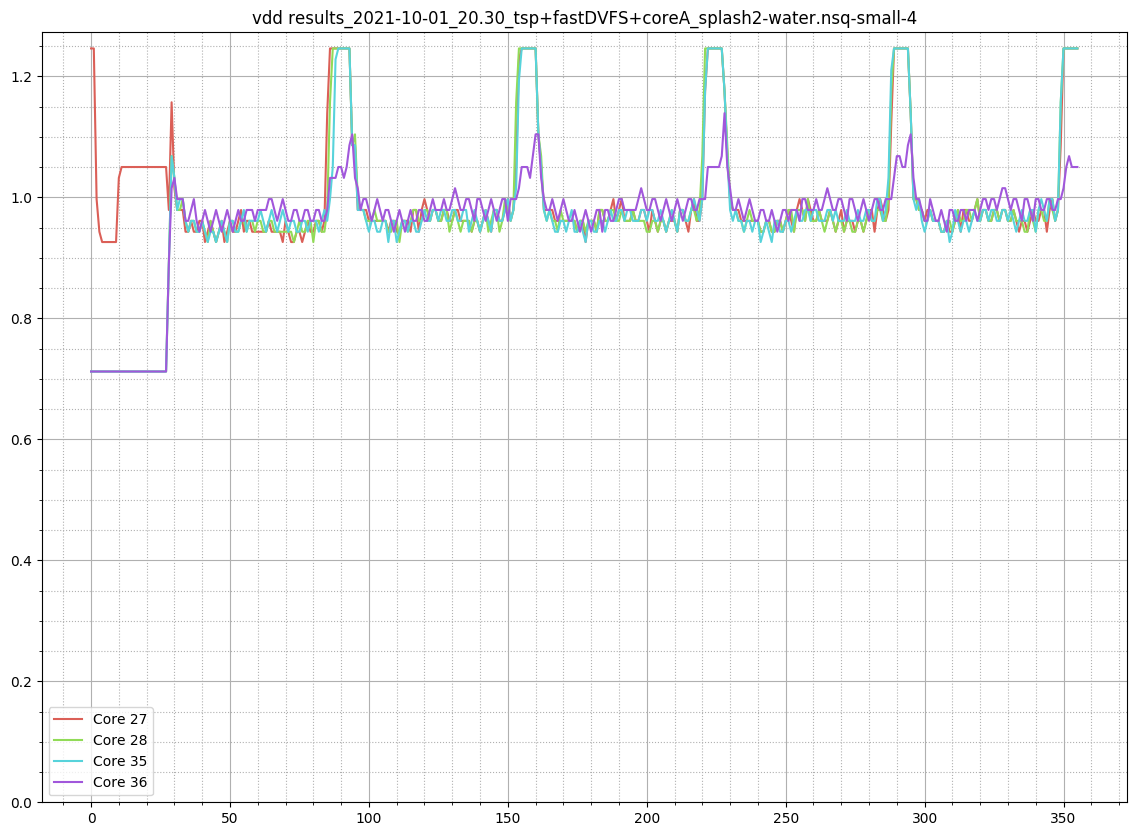 vdd results_2021-10-01_20.30_tsp+fastDVFS+coreA_splash2-water.nsq-small-4
1.2
1.0
0.8
0.6
0.4
0.2
0.0
Core 27
Core 28
Core 35
Core 36
0 50 100 150 200 250 300 350